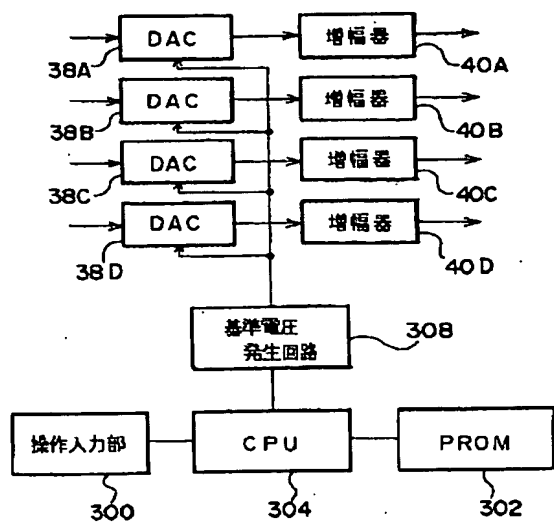 DAC 増幅器
38A 40A
DAC 増幅器
38B 40B
DAC 増幅器
38C 40C
DAC 増幅器
38D 40D
基準電圧
発生回路
308
操作入力部 CPU PROM
300 304 302